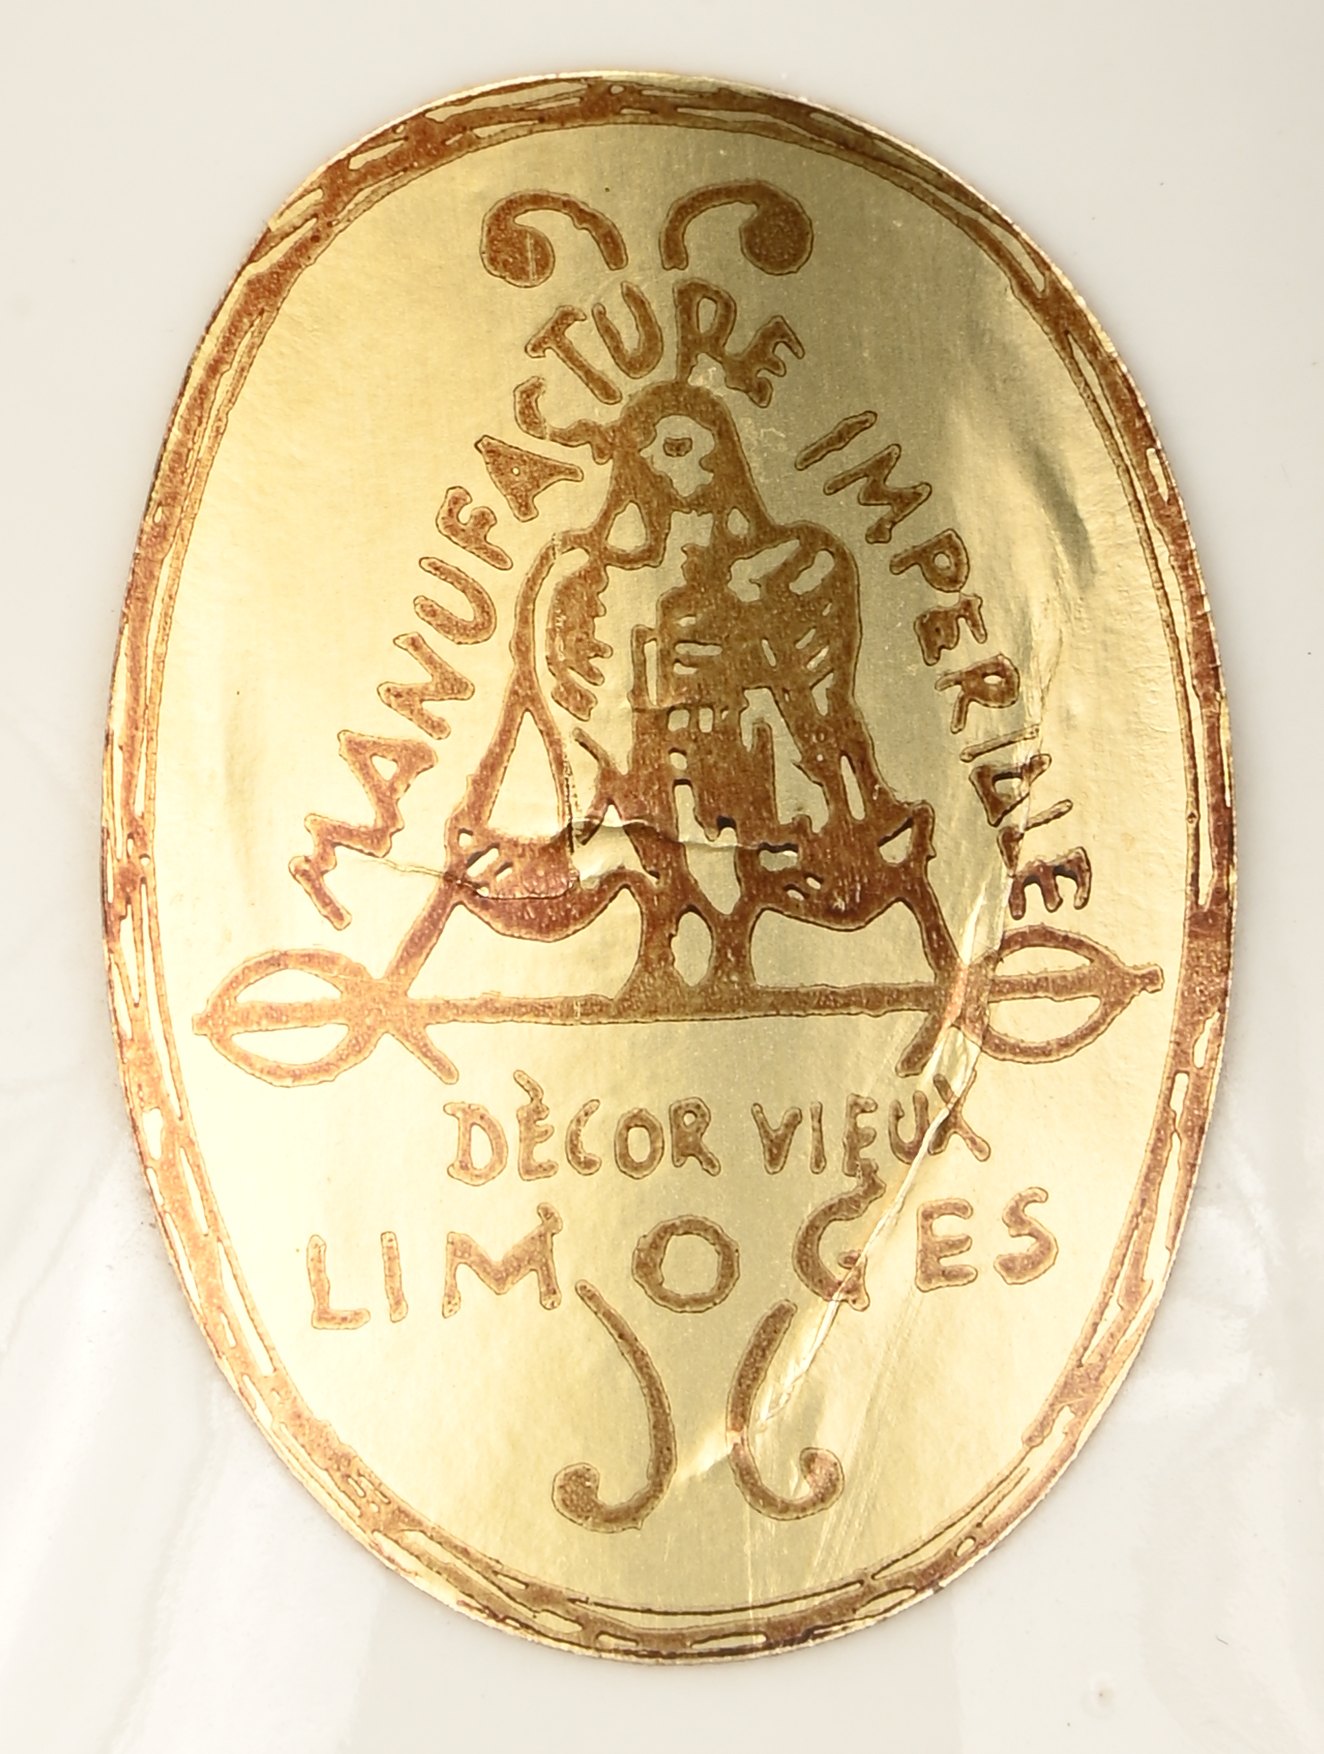 MANUFACTURE IMPERIALE
DÈCOR VIEUX
LIMOGES